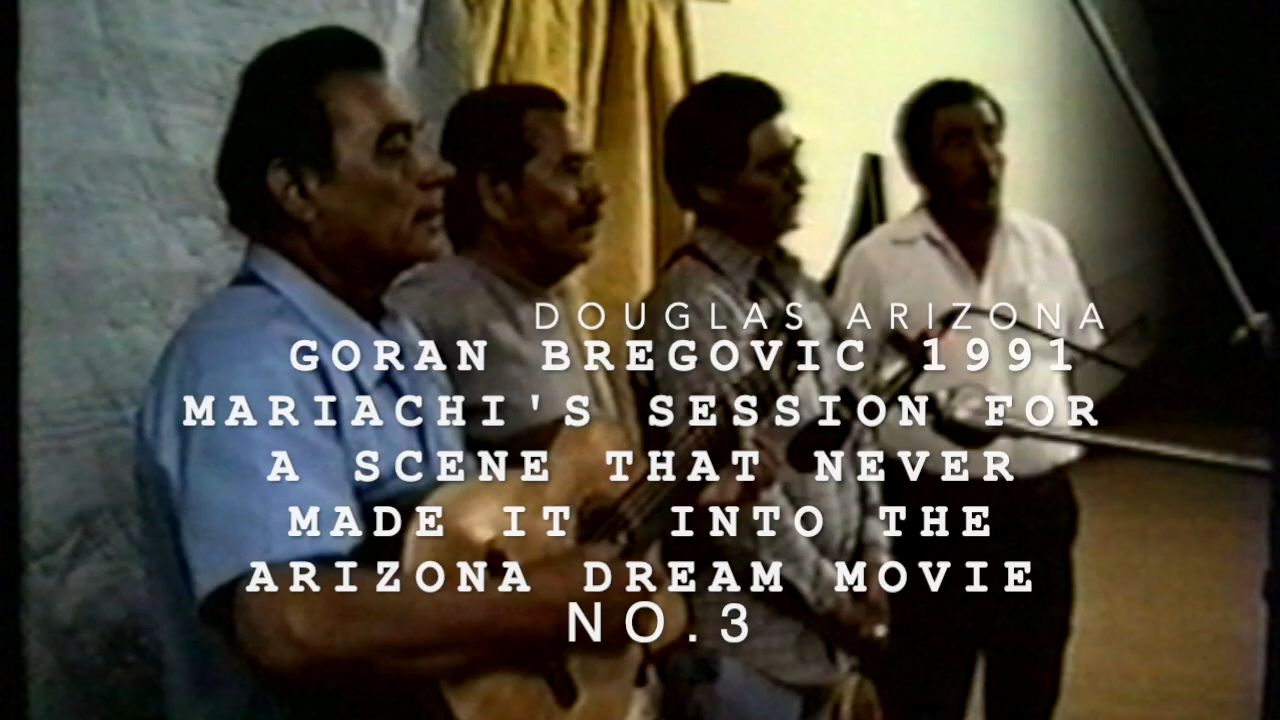 DOUGLAS ARIZONA
GORAN BREGOVIC 1991
MARIACHI'S SESSION FOR
A SCENE THAT NEVER
MADE IT INTO THE
ARIZONA DREAM MOVIE
NO.3